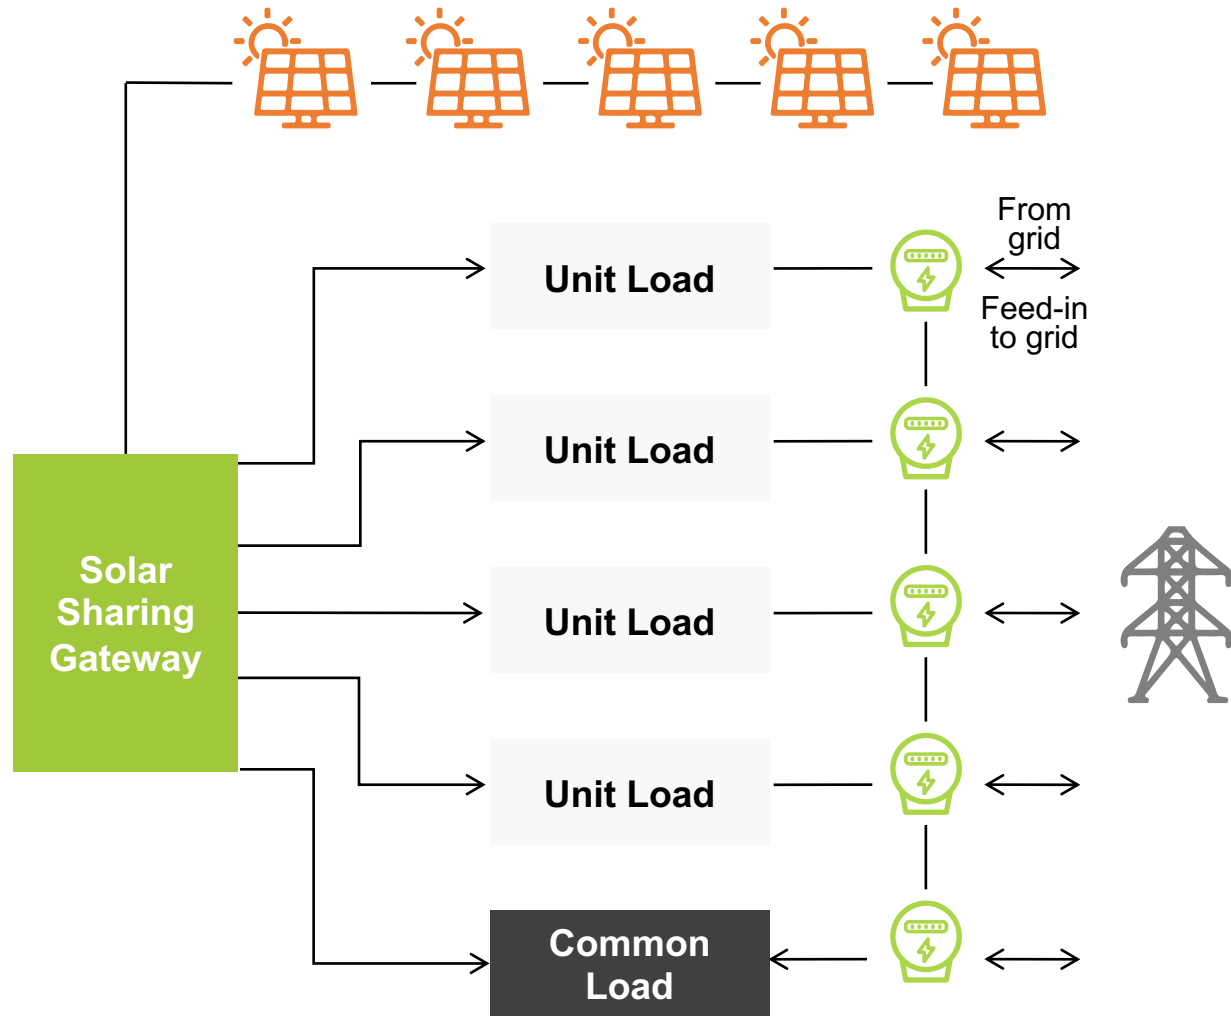 From
grid
Unit Load
Feed-in
to grid
Unit Load
Solar
Sharing
Gateway
Unit Load
Unit Load
Common
Load